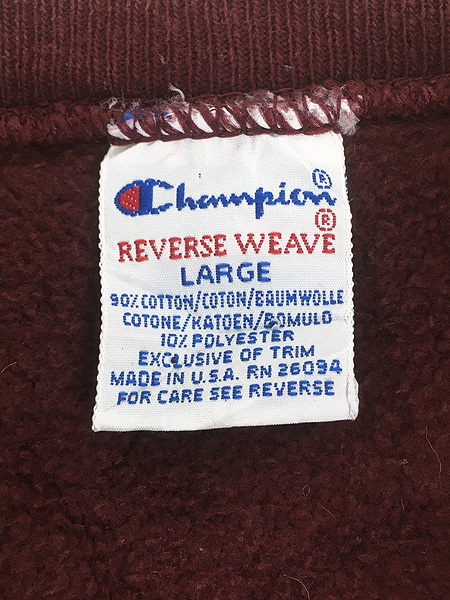 Champion®
®
REVERSE WEAVE
LARGE
90% COTTON/COTON/BAUMWOLLE
COTONE/KATOEN/BOMULD
10% POLYESTER
EXCLUSIVE OF TRIM
MADE IN U.S.A. RN 26094
FOR CARE SEE REVERSE